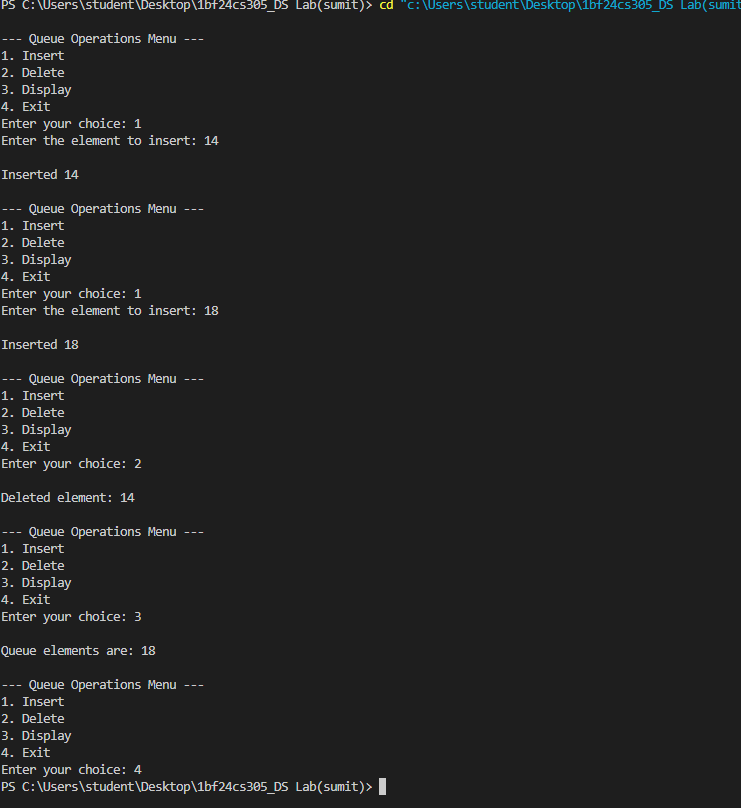 PS C:\Users\student\Desktop\1bf24cs305_DS Lab(sumit)> cd "c:\Users\student\Desktop\1bf24cs305_DS Lab(sumit
--- Queue Operations Menu ---
1. Insert
2. Delete
3. Display
4. Exit
Enter your choice: 1
Enter the element to insert: 14
Inserted 14
--- Queue Operations Menu ---
1. Insert
2. Delete
3. Display
4. Exit
Enter your choice: 1
Enter the element to insert: 18
Inserted 18
--- Queue Operations Menu ---
1. Insert
2. Delete
3. Display
4. Exit
Enter your choice: 2
Deleted element: 14
--- Queue Operations Menu ---
1. Insert
2. Delete
3. Display
4. Exit
Enter your choice: 3
Queue elements are: 18
--- Queue Operations Menu ---
1. Insert
2. Delete
3. Display
4. Exit
Enter your choice: 4
PS C:\Users\student\Desktop\1bf24cs305_DS Lab(sumit)>